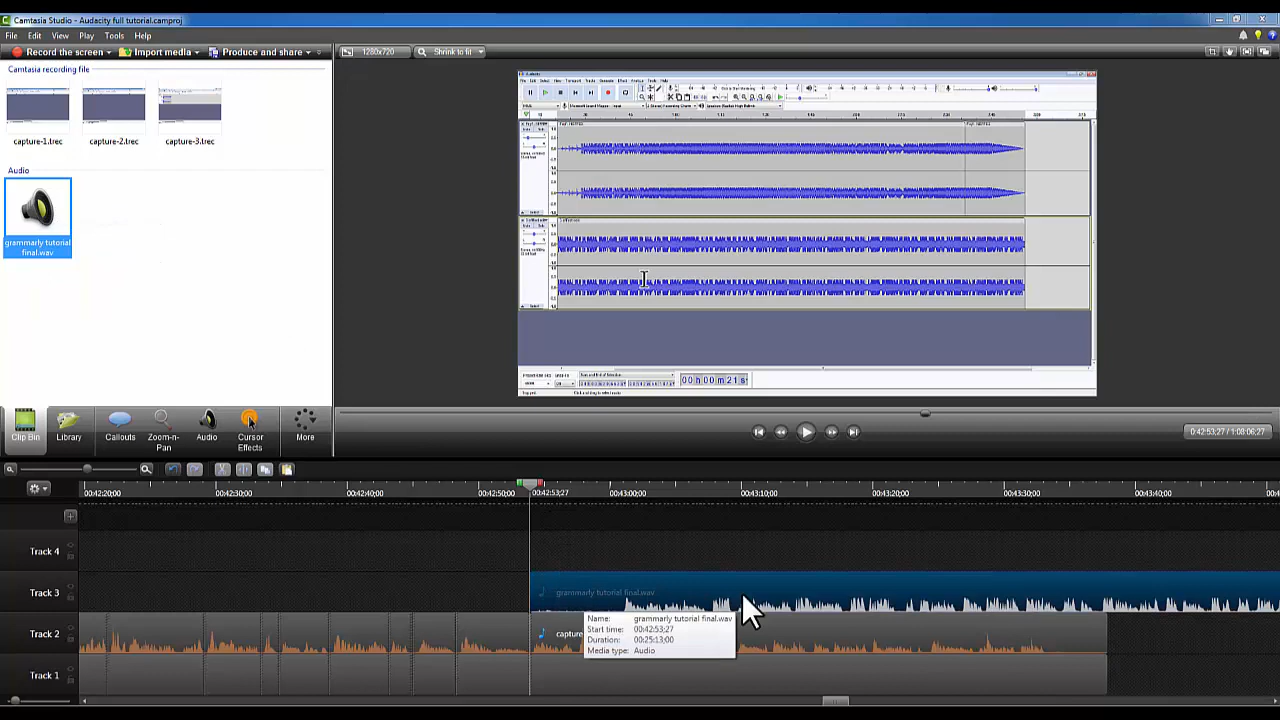 Camtasia Studio - Audacity full tutorial.camproj
File Edit View Play Tools Help
Record the screen Import media Produce and share
1280x720 Shrink to fit
Camtasia recording file
capture-1.trec capture-2.trec capture-3.trec
Audio
grammarly tutorial
final.wav
00 h 00 m 21 s
Clip Bin Library Callouts Zoom-n-
Pan Audio Cursor
Effects More
0:42:53;27 / 1:08:06;27
00:42:20;00 00:42:30;00 00:42:40;00 00:42:50;00 00:42:53;27 00:43:00;00 00:43:10;00 00:43:20;00 00:43:30;00 00:43:40;00
Track 4
Track 3 grammarly tutorial final.wav
Track 2 capture
Name: grammarly tutorial final.wav
Start time: 00:42:53;27
Duration: 00:25:13;00
Media type: Audio
Track 1